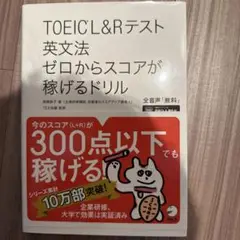 TOEIC® L&Rテスト
英文法
ゼロからスコアが
稼げるドリル
全音声「無料」
今のスコア(L+R)が
300点以下でも
稼げる!
シリーズ累計
10万部突破!
企業研修、
大学で効果は実証済み